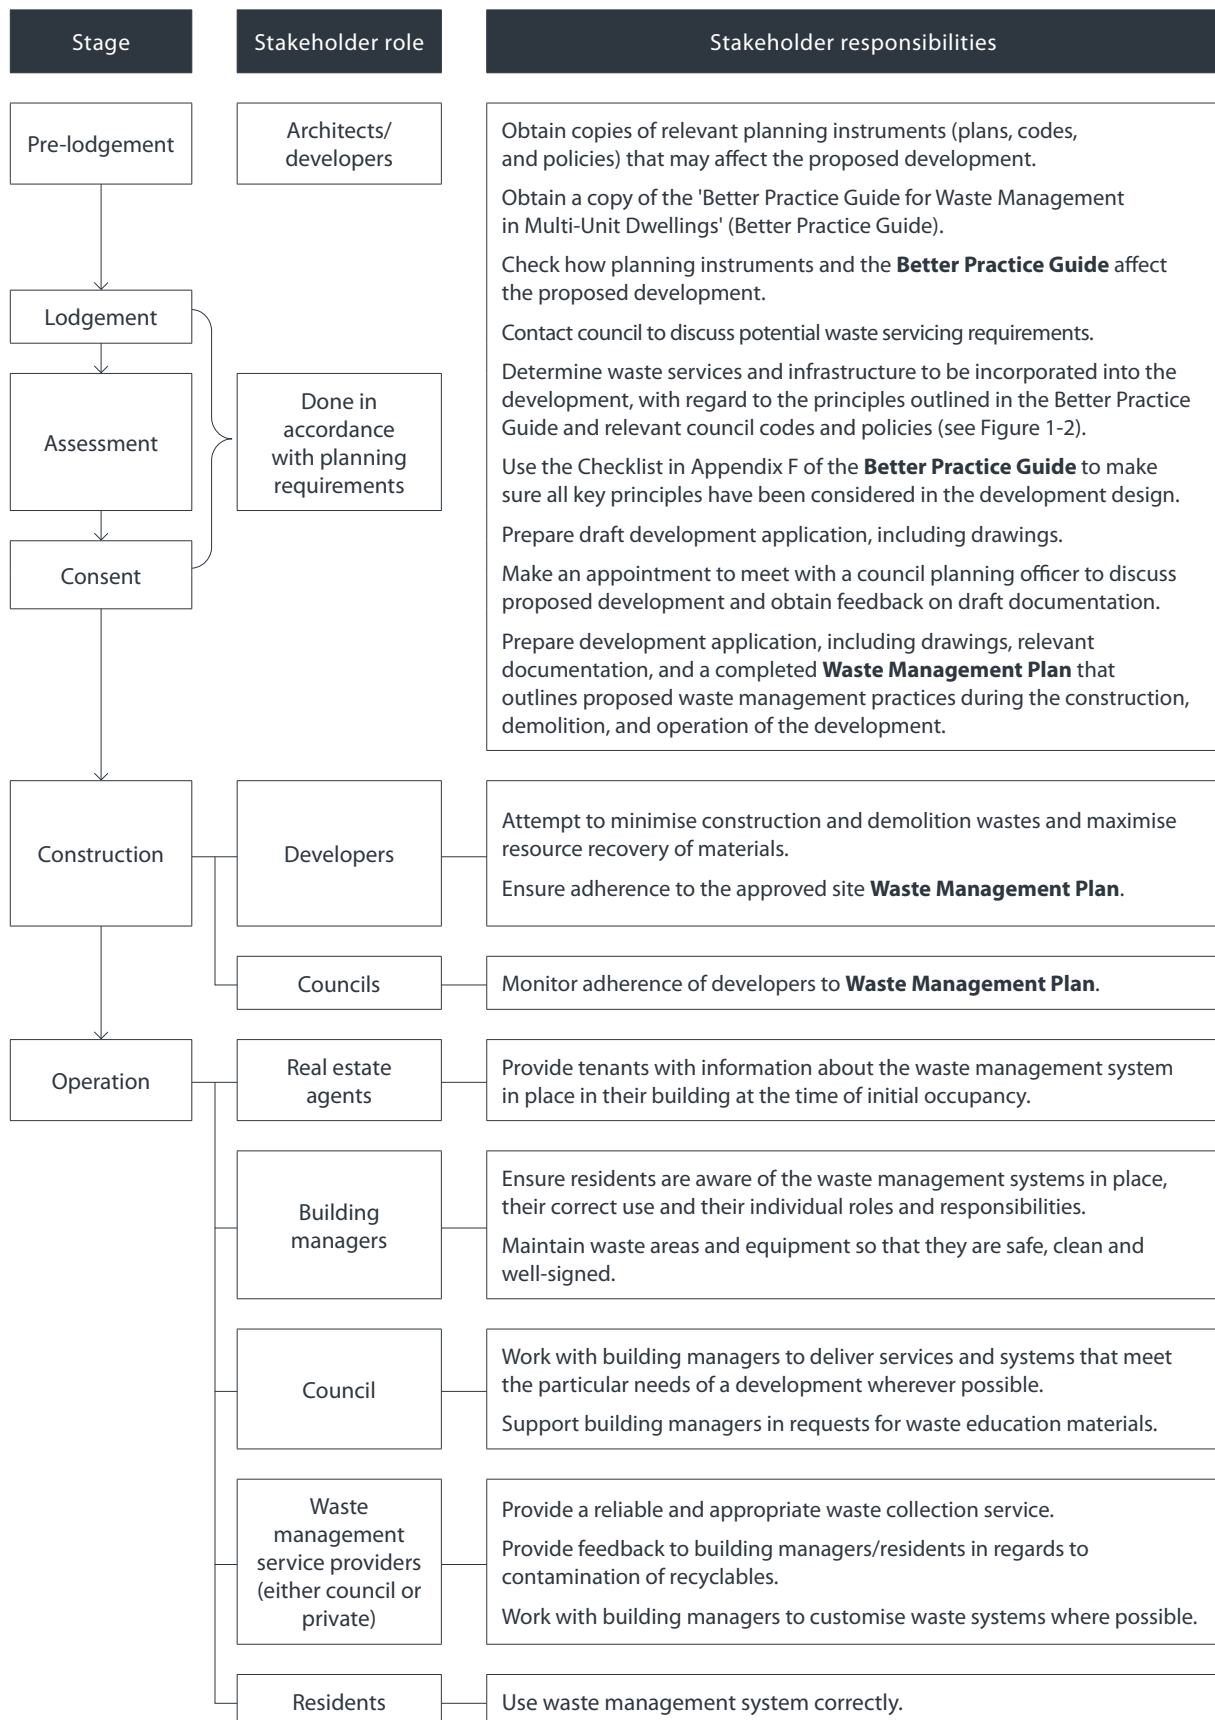 Stage
Stakeholder role
Stakeholder responsibilities
Pre-lodgement
Architects/
developers
Obtain copies of relevant planning instruments (plans, codes,
and policies) that may affect the proposed development.
Obtain a copy of the 'Better Practice Guide for Waste Management
in Multi-Unit Dwellings' (Better Practice Guide).
Check how planning instruments and the Better Practice Guide affect
the proposed development.
Contact council to discuss potential waste servicing requirements.
Determine waste services and infrastructure to be incorporated into the
development, with regard to the principles outlined in the Better Practice
Guide and relevant council codes and policies (see Figure 1-2).
Use the Checklist in Appendix F of the Better Practice Guide to make
sure all key principles have been considered in the development design.
Prepare draft development application, including drawings.
Make an appointment to meet with a council planning officer to discuss
proposed development and obtain feedback on draft documentation.
Prepare development application, including drawings, relevant
documentation, and a completed Waste Management Plan that
outlines proposed waste management practices during the construction,
demolition, and operation of the development.
Lodgement
Assessment
Consent
Done in
accordance
with planning
requirements
Construction
Developers
Attempt to minimise construction and demolition wastes and maximise
resource recovery of materials.
Ensure adherence to the approved site Waste Management Plan.
Councils
Monitor adherence of developers to Waste Management Plan.
Operation
Real estate
agents
Provide tenants with information about the waste management system
in place in their building at the time of initial occupancy.
Building
managers
Ensure residents are aware of the waste management systems in place,
their correct use and their individual roles and responsibilities.
Maintain waste areas and equipment so that they are safe, clean and
well-signed.
Council
Work with building managers to deliver services and systems that meet
the particular needs of a development wherever possible.
Support building managers in requests for waste education materials.
Waste
management
service providers
(either council or
private)
Provide a reliable and appropriate waste collection service.
Provide feedback to building managers/residents in regards to
contamination of recyclables.
Work with building managers to customise waste systems where possible.
Residents
Use waste management system correctly.